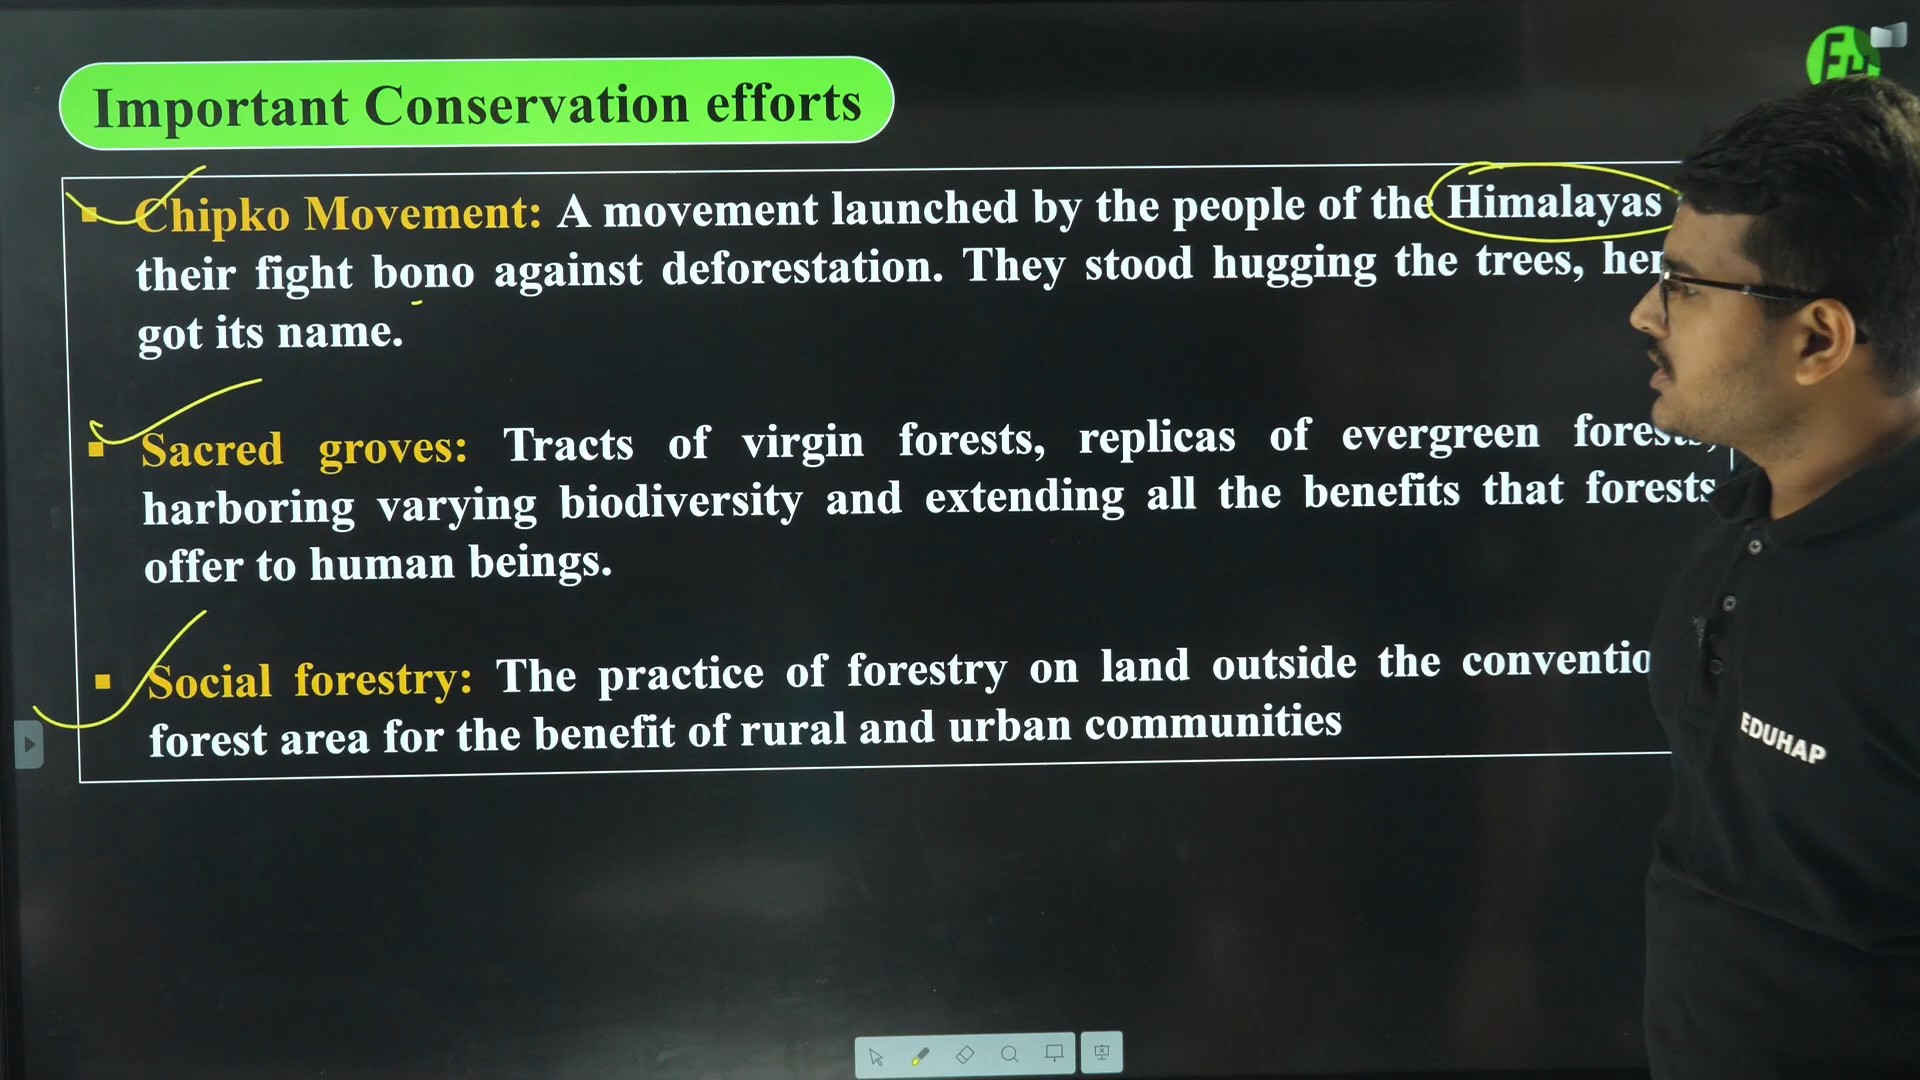 Important Conservation efforts
Chipko Movement: A movement launched by the people of the Himalayas
their fight bono against deforestation. They stood hugging the trees,
got its name.
Sacred groves: Tracts of virgin forests, replicas of evergreen
harboring varying biodiversity and extending all the benefits that forests
offer to human beings.
Social forestry: The practice of forestry on land outside the
forest area for the benefit of rural and urban communities
EDUHAP